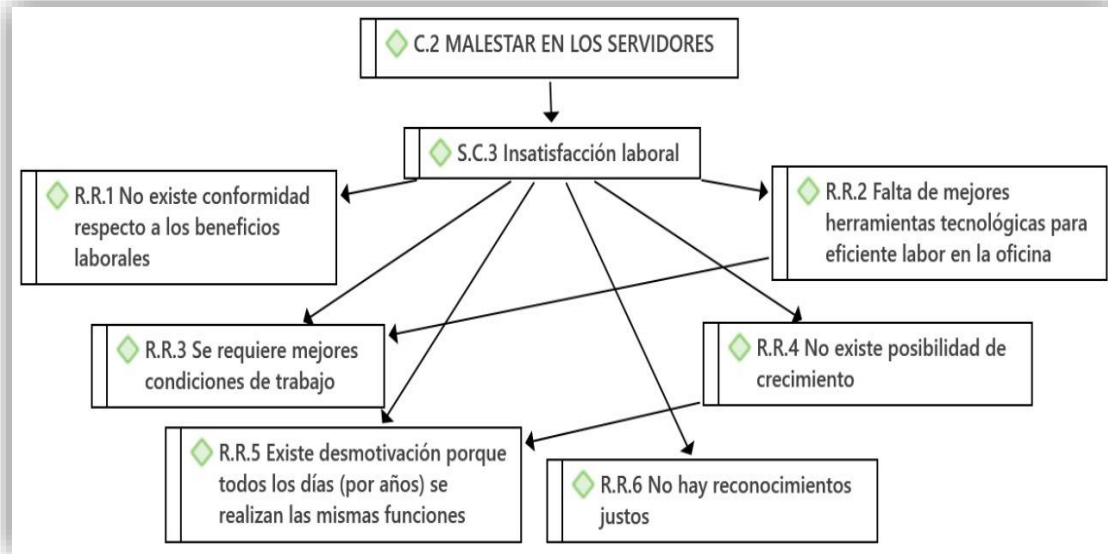 C.2 MALESTAR EN LOS SERVIDORES
S.C.3 Insatisfacción laboral
R.R.1 No existe conformidad
respecto a los beneficios
laborales
R.R.2 Falta de mejores
herramientas tecnológicas para
eficiente labor en la oficina
R.R.3 Se requiere mejores
condiciones de trabajo
R.R.4 No existe posibilidad de
crecimiento
R.R.5 Existe desmotivación porque
todos los días (por años) se
realizan las mismas funciones
R.R.6 No hay reconocimientos
justos